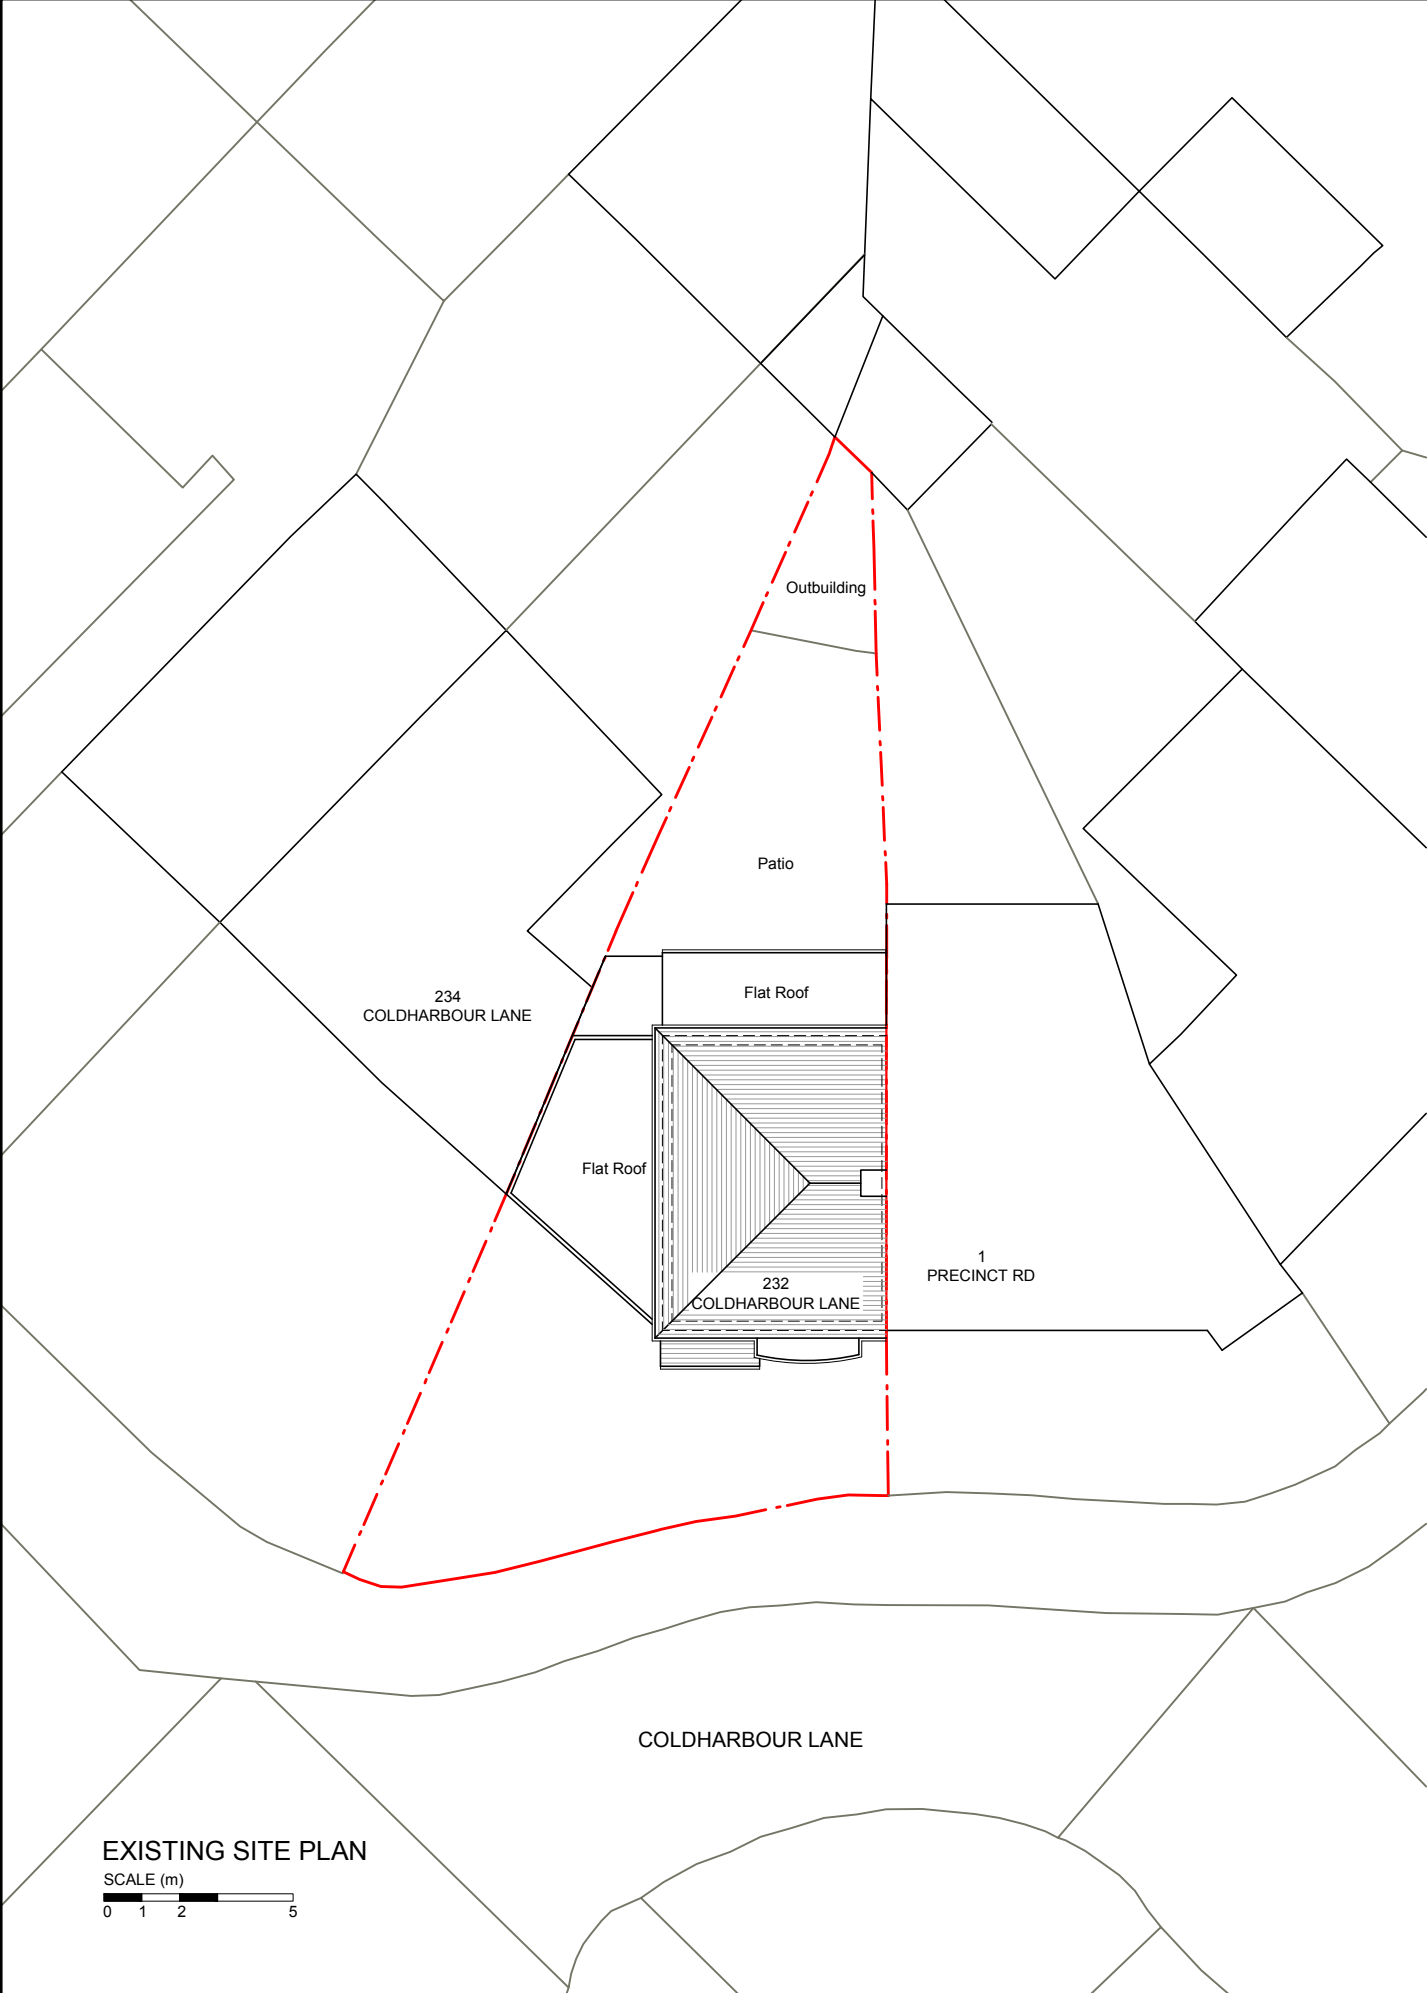 Outbuilding
Patio
Flat Roof
234
COLDHARBOUR LANE
Flat Roof
232
COLDHARBOUR LANE
1
PRECINCT RD
COLDHARBOUR LANE
EXISTING SITE PLAN
SCALE (m)
0 1 2 5